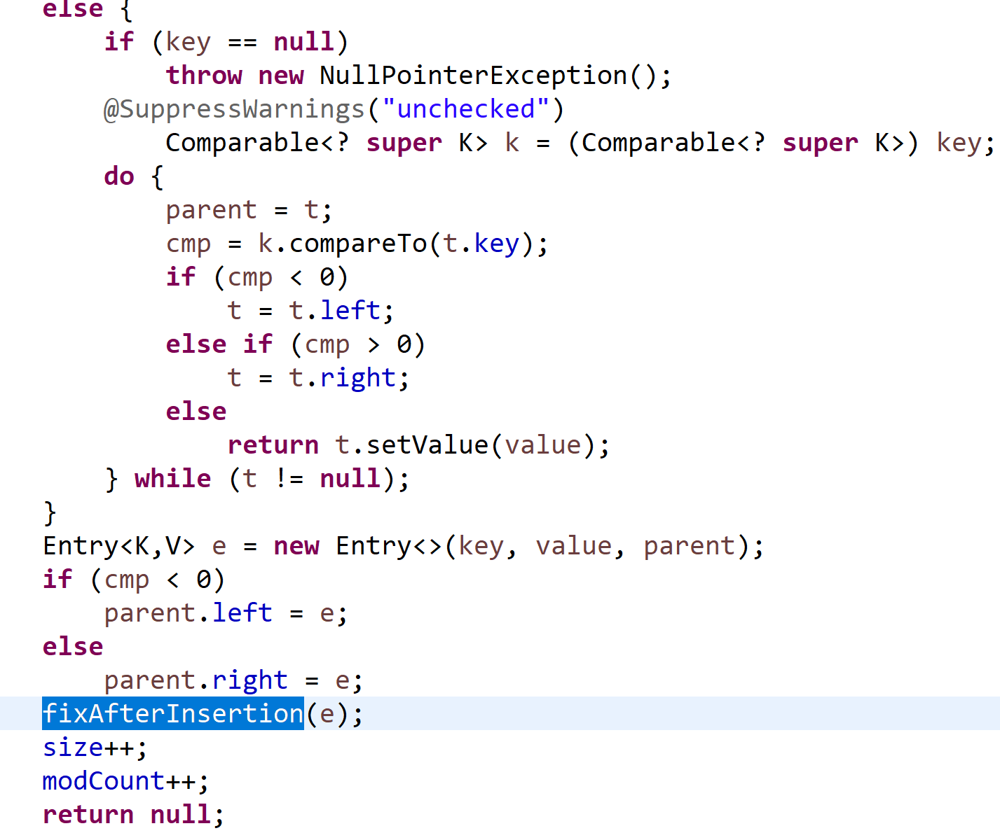 else {
    if (key == null)
        throw new NullPointerException();
    @SuppressWarnings("unchecked")
        Comparable<? super K> k = (Comparable<? super K>) key;
    do {
        parent = t;
        cmp = k.compareTo(t.key);
        if (cmp < 0)
            t = t.left;
        else if (cmp > 0)
            t = t.right;
        else
            return t.setValue(value);
    } while (t != null);
}
Entry<K,V> e = new Entry<>(key, value, parent);
if (cmp < 0)
    parent.left = e;
else
    parent.right = e;
fixAfterInsertion(e);
size++;
modCount++;
return null;